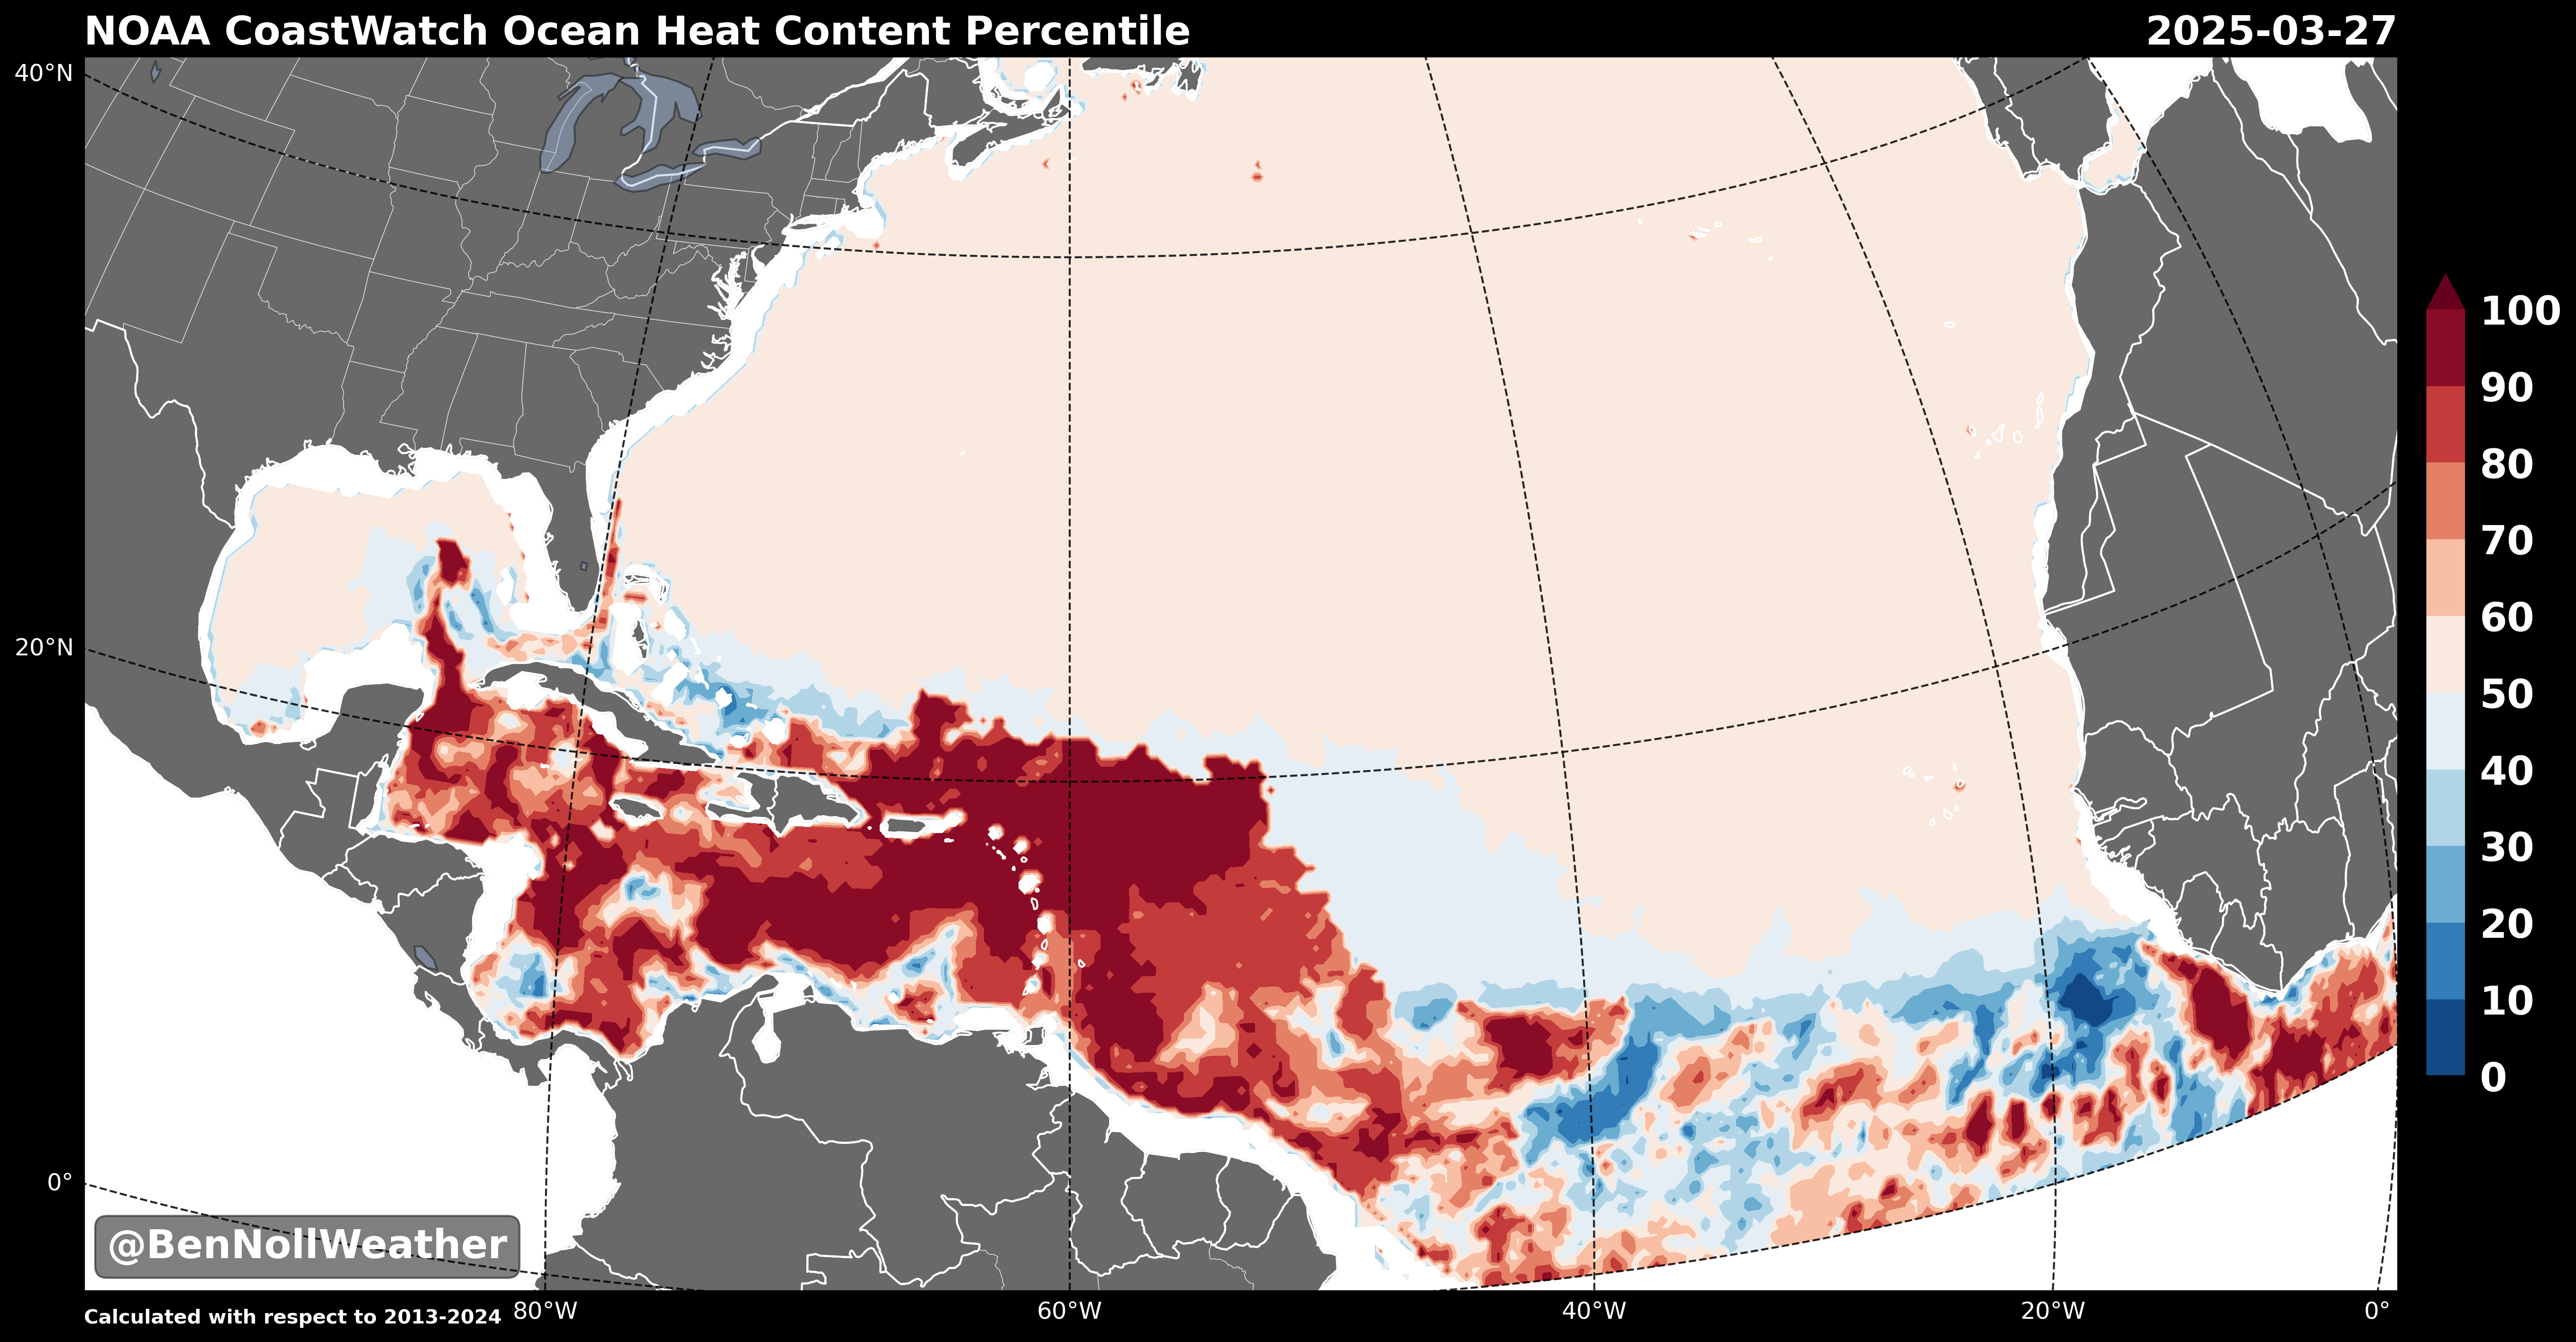 NOAA CoastWatch Ocean Heat Content Percentile
2025-03-27
40°N
20°N
0°
100
90
80
70
60
50
40
30
20
10
0
@BenNollWeather
Calculated with respect to 2013-2024
80°W
60°W
40°W
20°W
0°